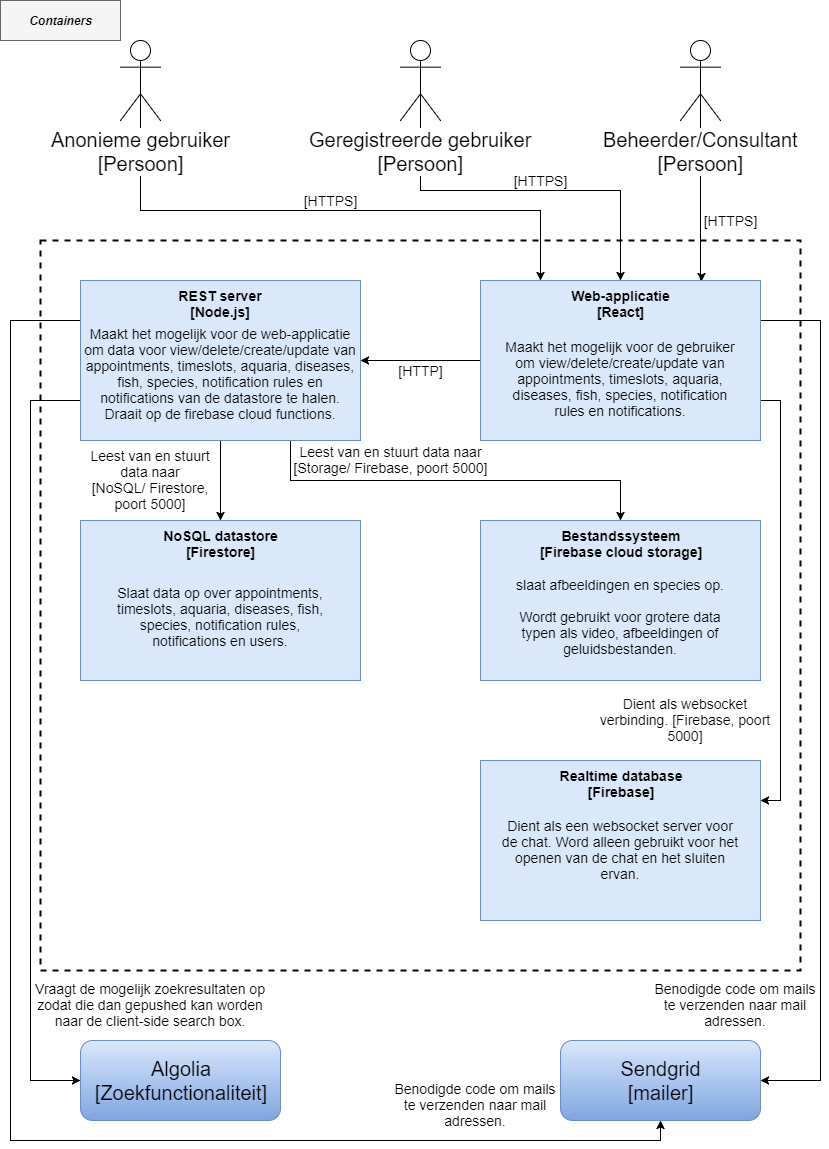 Containers
Anonieme gebruiker
[Persoon]
Geregistreerde gebruiker
[Persoon]
Beheerder/Consultant
[Persoon]
[HTTPS]
[HTTPS]
[HTTPS]
REST server
[Node.js]
Maakt het mogelijk voor de web-applicatie
om data voor view/delete/create/update van
appointments, timeslots, aquaria, diseases,
fish, species, notification rules en
notifications van de datastore te halen.
Draait op de firebase cloud functions.
Web-applicatie
[React]
Maakt het mogelijk voor de gebruiker
om view/delete/create/update van
appointments, timeslots, aquaria,
diseases, fish, species, notification
rules en notifications.
[HTTP]
Leest van en stuurt
data naar
[NoSQL/ Firestore,
poort 5000]
Leest van en stuurt data naar
[Storage/ Firebase, poort 5000]
NoSQL datastore
[Firestore]
Slaat data op over appointments,
timeslots, aquaria, diseases, fish,
species, notification rules,
notifications en users.
Bestandssysteem
[Firebase cloud storage]
slaat afbeeldingen en species op.
Wordt gebruikt voor grotere data
typen als video, afbeeldingen of
geluidsbestanden.
Dient als websocket
verbinding. [Firebase, poort
5000]
Realtime database
[Firebase]
Dient als een websocket server voor
de chat. Word alleen gebruikt voor het
openen van de chat en het sluiten
ervan.
Vraagt de mogelijk zoekresultaten op
zodat die dan gepushed kan worden
naar de client-side search box.
Benodigde code om mails
te verzenden naar mail
adressen.
Algolia
[Zoekfunctionaliteit]
Sendgrid
[mailer]
Benodigde code om mails
te verzenden naar mail
adressen.